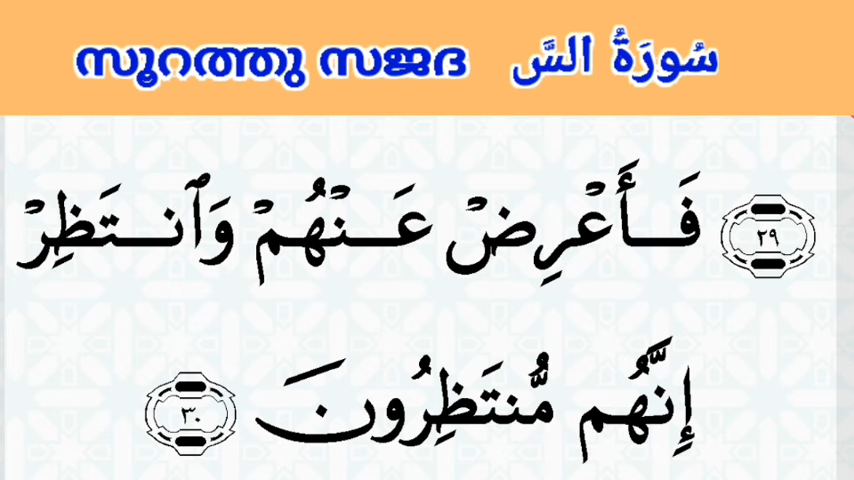 സൂറത്തു സജദ سُورَةُ السَّ
٢٩ فَأَعْرِضْ عَنْهُمْ وَٱنتَظِرْ
إِنَّهُم مُّنتَظِرُونَ ٣٠